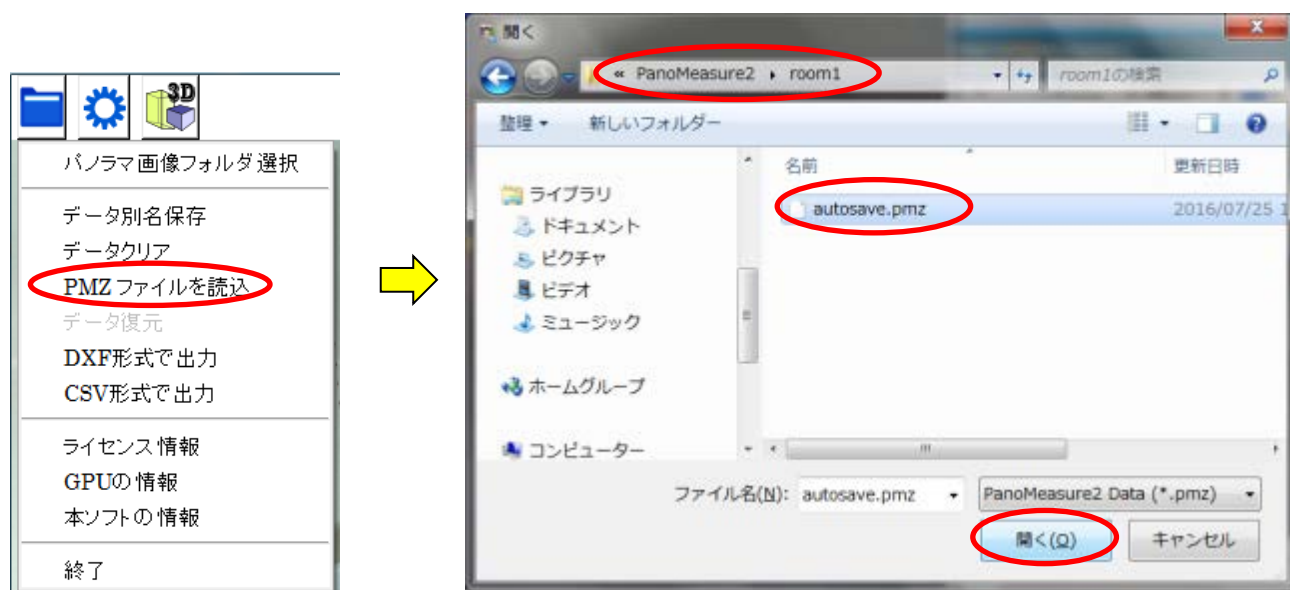 3D
パノラマ画像フォルダ選択
データ別名保存
データクリア
PMZ ファイルを読込
データ復元
DXF形式で出力
CSV形式で出力
ライセンス情報
GPUの情報
本ソフトの情報
終了
開く
« PanoMeasure2 ▸ room1
room1の検索
整理 ▾ 新しいフォルダー
名前 更新日時
ライブラリ
autosave.pmz 2016/07/25 1
ドキュメント
ピクチャ
ビデオ
ミュージック
ホームグループ
コンピューター
ファイル名(N): autosave.pmz PanoMeasure2 Data (*.pmz)
開く(O) キャンセル